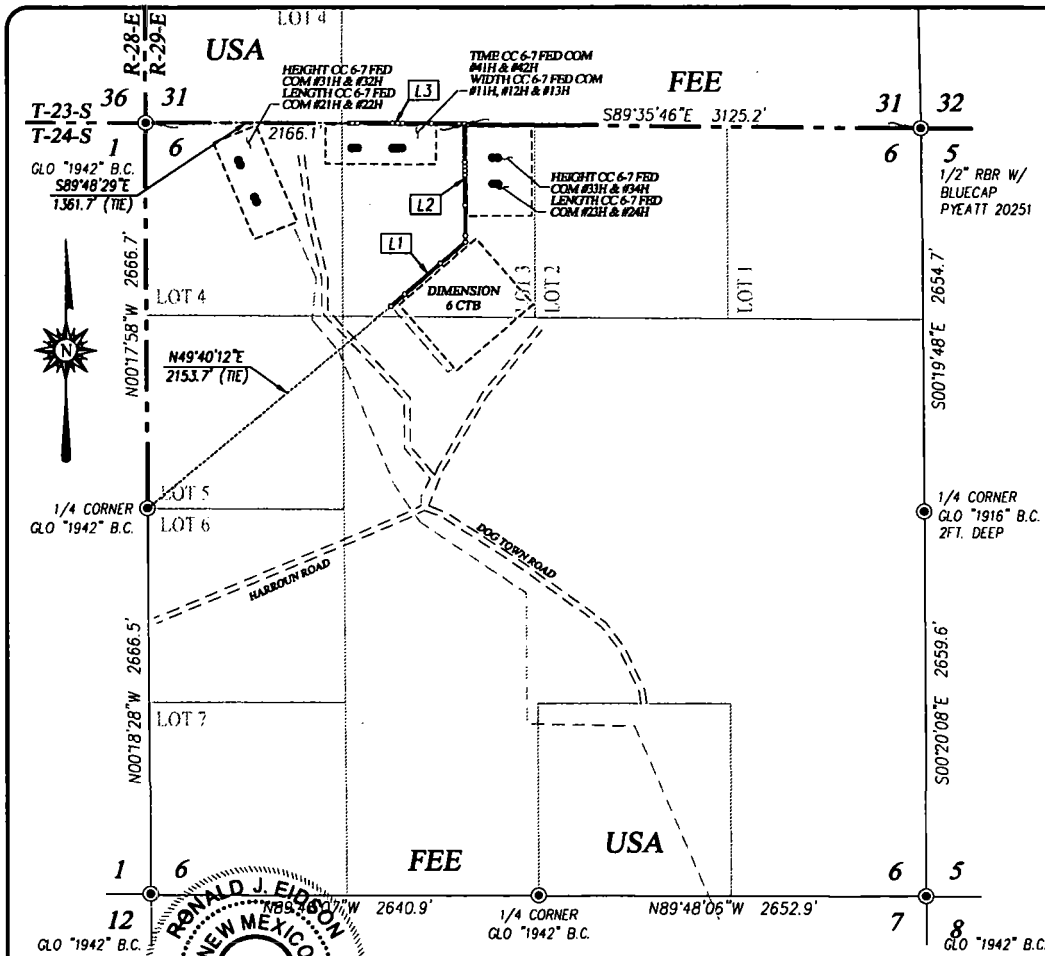 R-28-E
R-29-E
LOT 4
USA
HEIGHT CC 6-7 FED
COM #31H & #32H
LENGTH CC 6-7 FED
COM #21H & #22H
TIME CC 6-7 FED COM
#41H & #42H
WIDTH CC 6-7 FED COM
#11H, #12H & #13H
L3
FEE
36
31
T-23-S
T-24-S
2166.1'
S89°35'46"E 3125.2'
31
32
1
6
6
5
GLO "1942" B.C.
S89°48'29"E
1361.7' (TIE)
1/2" RBR W/
BLUECAP
PYEATT 20251
L2
HEIGHT CC 6-7 FED
COM #33H & #34H
LENGTH CC 6-7 FED
COM #23H & #24H
L1
DIMENSION
6 CTB
LOT 4
LOT 3
LOT 2
LOT 1
N00°17'58"W 2666.7'
S00°19'48"E 2654.7'
N
N49°40'12"E
2153.7' (TIE)
LOT 5
1/4 CORNER
GLO "1942" B.C.
LOT 6
1/4 CORNER
GLO "1916" B.C.
2FT. DEEP
DOG TOWN ROAD
HARROUN ROAD
N00°18'28"W 2666.5'
S00°20'08"E 2659.6'
LOT 7
FEE
USA
1
6
6
5
RONALD J. EIDSON
NEW MEXICO
2640.9'
1/4 CORNER
GLO "1942" B.C.
N89°48'05"W 2652.9'
12
7
8
GLO "1942" B.C.
GLO "1942" B.C.